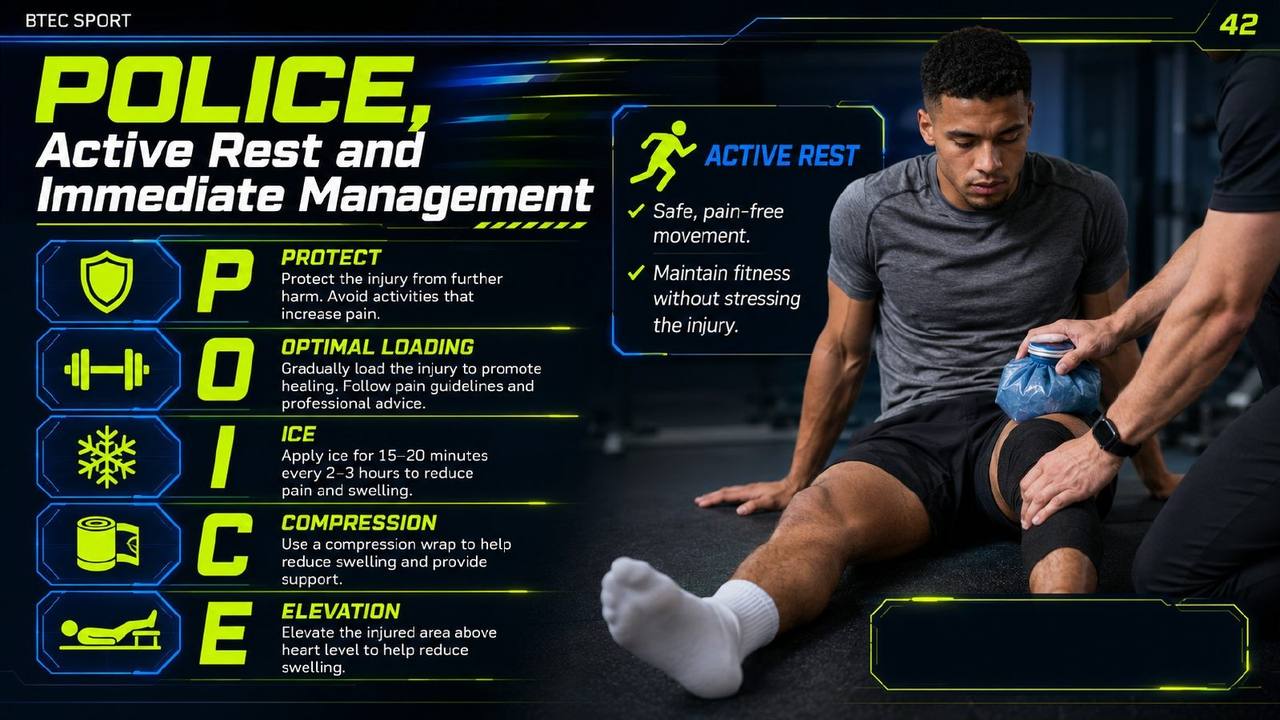 BTEC SPORT
42
POLICE,
Active Rest and
Immediate Management
P
PROTECT
Protect the injury from further
harm. Avoid activities that
increase pain.
O
OPTIMAL LOADING
Gradually load the injury to promote
healing. Follow pain guidelines and
professional advice.
I
ICE
Apply ice for 15–20 minutes
every 2–3 hours to reduce
pain and swelling.
C
COMPRESSION
Use a compression wrap to help
reduce swelling and provide
support.
E
ELEVATION
Elevate the injured area above
heart level to help reduce
swelling.
ACTIVE REST
Safe, pain-free
movement.
Maintain fitness
without stressing
the injury.